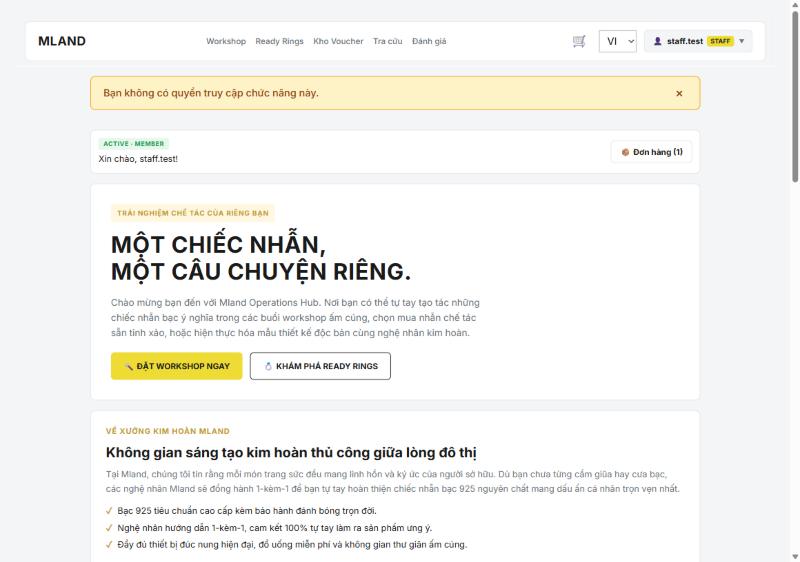 MLAND
Workshop Ready Rings Kho Voucher Tra cứu Đánh giá
VI
staff.test STAFF
Bạn không có quyền truy cập chức năng này.
ACTIVE · MEMBER
Xin chào, staff.test!
Đơn hàng (1)
TRẢI NGHIỆM CHẾ TÁC CỦA RIÊNG BẠN
MỘT CHIẾC NHẪN,
MỘT CÂU CHUYỆN RIÊNG.
Chào mừng bạn đến với Mland Operations Hub. Nơi bạn có thể tự tay tạo tác những
chiếc nhẫn bạc ý nghĩa trong các buổi workshop ấm cúng, chọn mua nhẫn chế tác
sẵn tinh xảo, hoặc hiện thực hóa mẫu thiết kế độc bản cùng nghệ nhân kim hoàn.
ĐẶT WORKSHOP NGAY
KHÁM PHÁ READY RINGS
VỀ XƯỞNG KIM HOÀN MLAND
Không gian sáng tạo kim hoàn thủ công giữa lòng đô thị
Tại Mland, chúng tôi tin rằng mỗi món trang sức đều mang linh hồn và ký ức của người sở hữu. Dù bạn chưa từng cầm giũa hay cưa bạc,
các nghệ nhân Mland sẽ đồng hành 1-kèm-1 để bạn tự tay hoàn thiện chiếc nhẫn bạc 925 nguyên chất mang dấu ấn cá nhân trọn vẹn nhất.
✓ Bạc 925 tiêu chuẩn cao cấp kèm bảo hành đánh bóng trọn đời.
✓ Nghệ nhân hướng dẫn 1-kèm-1, cam kết 100% tự tay làm ra sản phẩm ưng ý.
✓ Đầy đủ thiết bị đúc nung hiện đại, đồ uống miễn phí và không gian thư giãn ấm cúng.